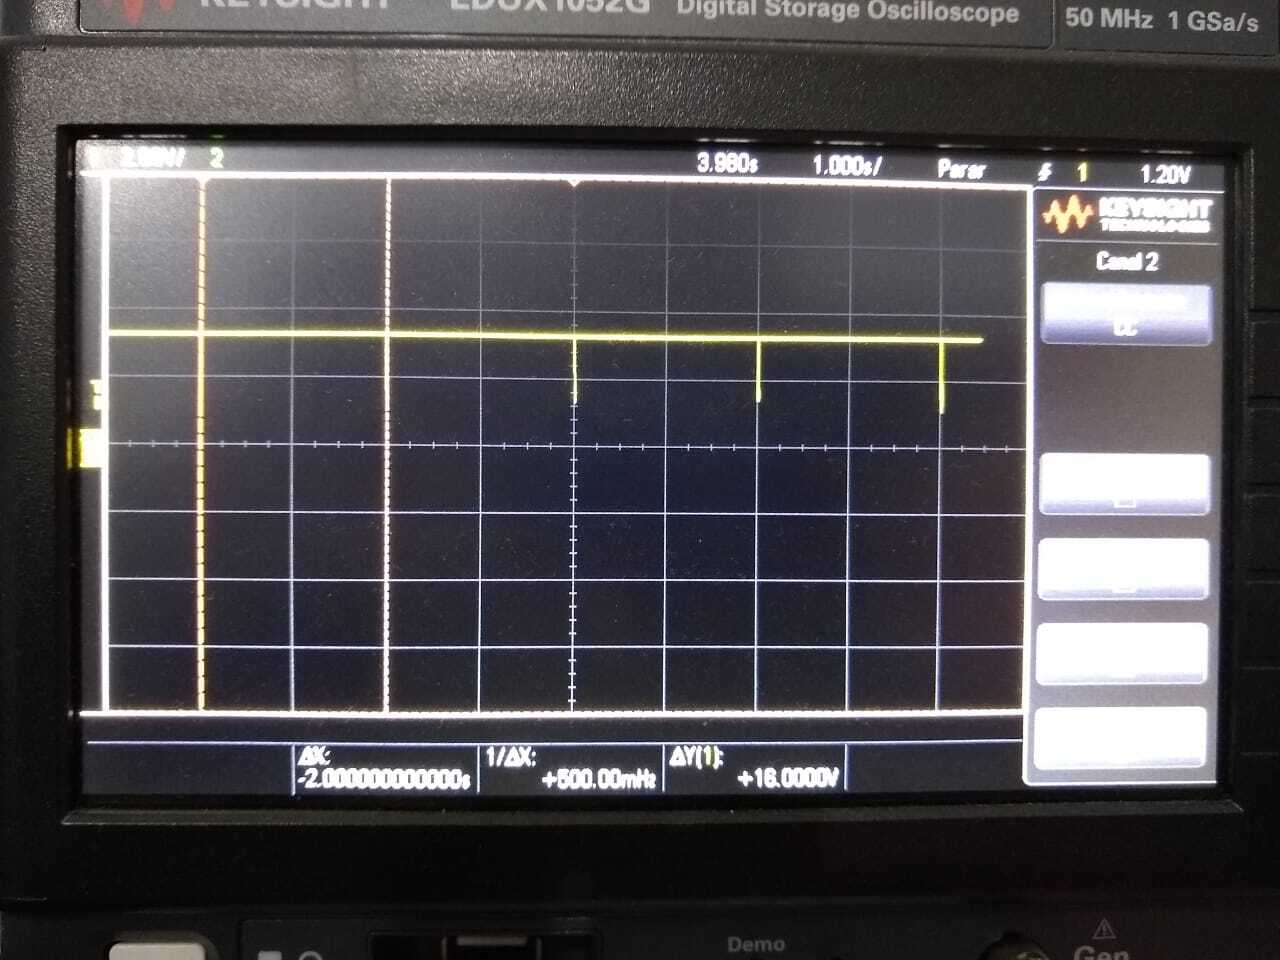 KEYSIGHT EDUX1052G Digital Storage Oscilloscope 50 MHz 1 GSa/s
1 2.00V/ 2 3.980s 1.000s/ Parar 1 1.20V
KEYSIGHT
TECHNOLOGIES
Canal 2
CC
ΔX:
-2.000000000000s
1/ΔX:
+500.00mHz
ΔY(1):
+16.0000V
Demo
Gen